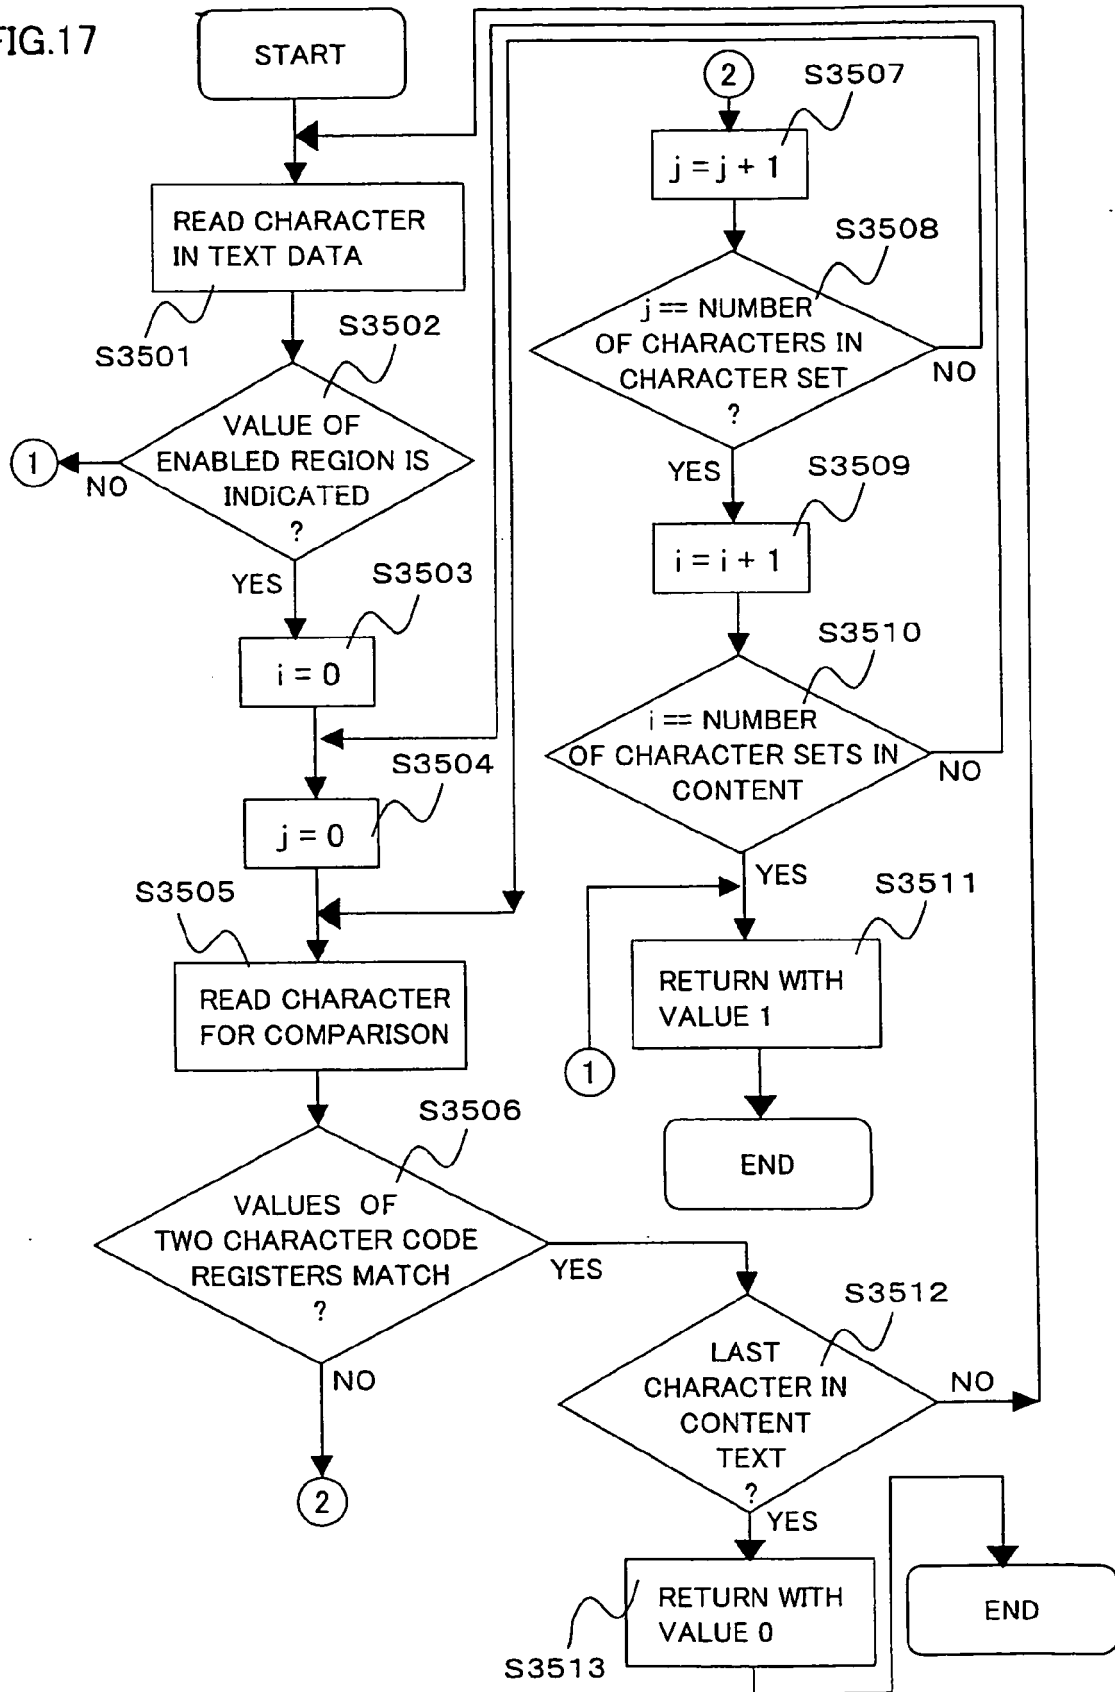 FIG.17
START
READ CHARACTER
IN TEXT DATA
S3501
S3502
VALUE OF
ENABLED REGION IS
INDiCATED
?
NO
1
YES
S3503
i = 0
S3504
j = 0
S3505
READ CHARACTER
FOR COMPARISON
S3506
VALUES OF
TWO CHARACTER CODE
REGISTERS MATCH
?
YES
NO
2
2
S3507
j = j + 1
S3508
j == NUMBER
OF CHARACTERS IN
CHARACTER SET
?
NO
YES
S3509
i = i + 1
S3510
i == NUMBER
OF CHARACTER SETS IN
CONTENT
NO
YES
S3511
RETURN WITH
VALUE 1
1
END
S3512
LAST
CHARACTER IN
CONTENT
TEXT
?
NO
YES
RETURN WITH
VALUE 0
S3513
END